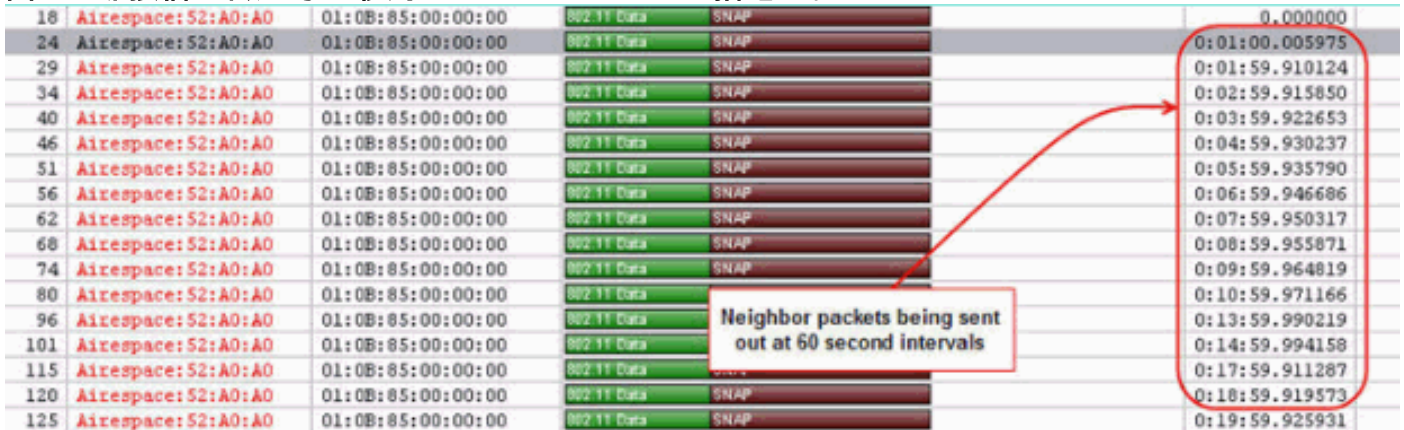 18 Airespace:52:A0:A0 01:0B:85:00:00:00 802.11 Data SNAP 0.000000
24 Airespace:52:A0:A0 01:0B:85:00:00:00 802.11 Data SNAP 0:01:00.005975
29 Airespace:52:A0:A0 01:0B:85:00:00:00 802.11 Data SNAP 0:01:59.910124
34 Airespace:52:A0:A0 01:0B:85:00:00:00 802.11 Data SNAP 0:02:59.915850
40 Airespace:52:A0:A0 01:0B:85:00:00:00 802.11 Data SNAP 0:03:59.922653
46 Airespace:52:A0:A0 01:0B:85:00:00:00 802.11 Data SNAP 0:04:59.930237
51 Airespace:52:A0:A0 01:0B:85:00:00:00 802.11 Data SNAP 0:05:59.935790
56 Airespace:52:A0:A0 01:0B:85:00:00:00 802.11 Data SNAP 0:06:59.946686
62 Airespace:52:A0:A0 01:0B:85:00:00:00 802.11 Data SNAP 0:07:59.950317
68 Airespace:52:A0:A0 01:0B:85:00:00:00 802.11 Data SNAP 0:08:59.955871
74 Airespace:52:A0:A0 01:0B:85:00:00:00 802.11 Data SNAP 0:09:59.964819
80 Airespace:52:A0:A0 01:0B:85:00:00:00 802.11 Data 0:10:59.971166
96 Airespace:52:A0:A0 01:0B:85:00:00:00 802.11 Data 0:13:59.990219
101 Airespace:52:A0:A0 01:0B:85:00:00:00 802.11 Data 0:14:59.994158
115 Airespace:52:A0:A0 01:0B:85:00:00:00 802.11 Data 0:17:59.911287
120 Airespace:52:A0:A0 01:0B:85:00:00:00 802.11 Data SNAP 0:18:59.919573
125 Airespace:52:A0:A0 01:0B:85:00:00:00 802.11 Data SNAP 0:19:59.925931
Neighbor packets being sent
out at 60 second intervals